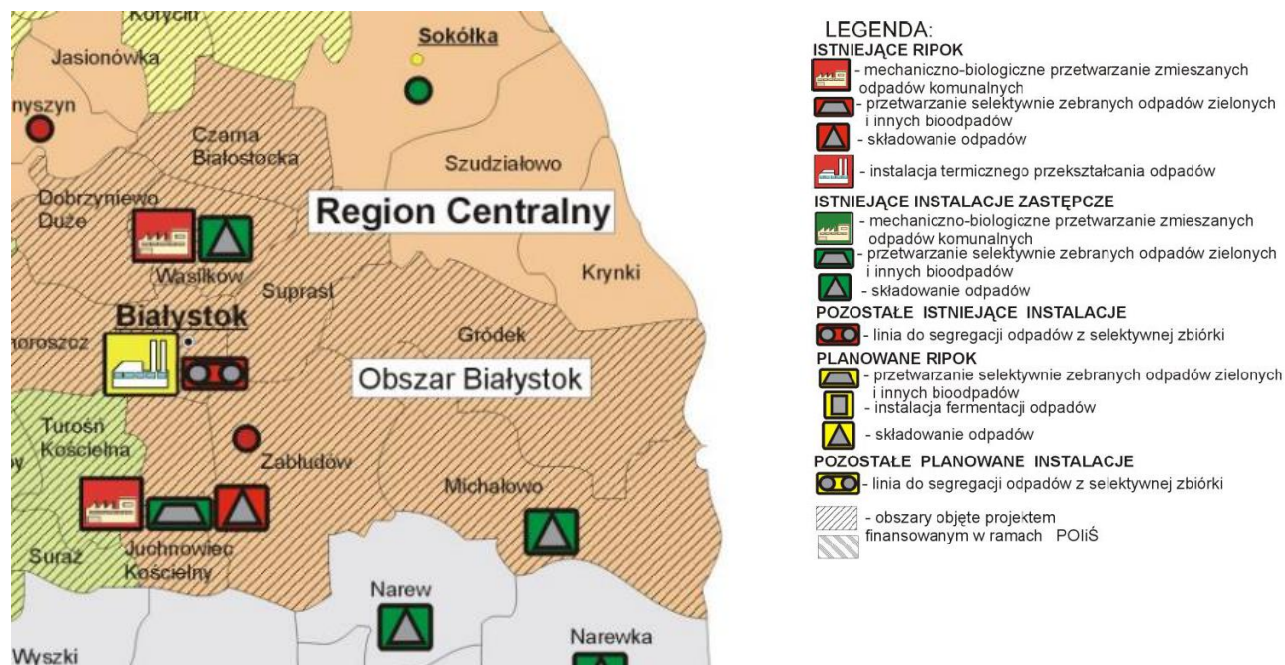 Korycin
Sokółka
Jasionówka
nyszyn
Czarna
Białostocka
Szudziałowo
Dobrzyniewo
Duże
Region Centralny
Krynki
Wasilków
Supraśl
Białystok
Gródek
horoszcz
Obszar Białystok
Turośń
Kościelna
Zabłudów
Michałowo
Juchnowiec
Kościelny
Suraż
Narew
Narewka
Wyszki
LEGENDA:
ISTNIEJĄCE RIPOK
- mechaniczno-biologiczne przetwarzanie zmieszanych
odpadów komunalnych
- przetwarzanie selektywnie zebranych odpadów zielonych
i innych bioodpadów
- składowanie odpadów
- instalacja termicznego przekształcania odpadów
ISTNIEJĄCE INSTALACJE ZASTĘPCZE
- mechaniczno-biologiczne przetwarzanie zmieszanych
odpadów komunalnych
- przetwarzanie selektywnie zebranych odpadów zielonych
i innych bioodpadów
- składowanie odpadów
POZOSTAŁE ISTNIEJĄCE INSTALACJE
- linia do segregacji odpadów z selektywnej zbiórki
PLANOWANE RIPOK
- przetwarzanie selektywnie zebranych odpadów zielonych
i innych bioodpadów
- instalacja fermentacji odpadów
- składowanie odpadów
POZOSTAŁE PLANOWANE INSTALACJE
- linia do segregacji odpadów z selektywnej zbiórki
- obszary objęte projektem
finansowanym w ramach POIiŚ